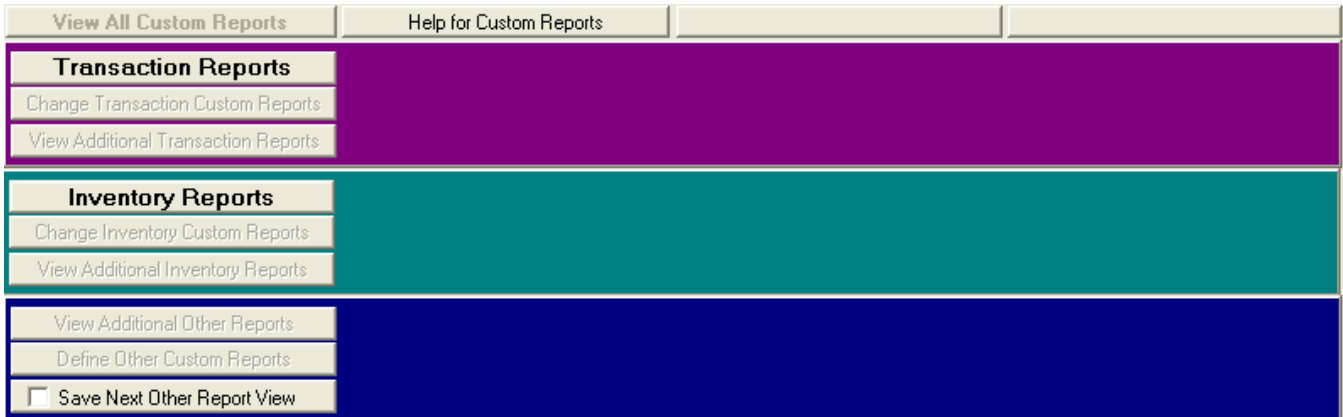 View All Custom Reports
Help for Custom Reports
Transaction Reports
Change Transaction Custom Reports
View Additional Transaction Reports
Inventory Reports
Change Inventory Custom Reports
View Additional Inventory Reports
View Additional Other Reports
Define Other Custom Reports
Save Next Other Report View